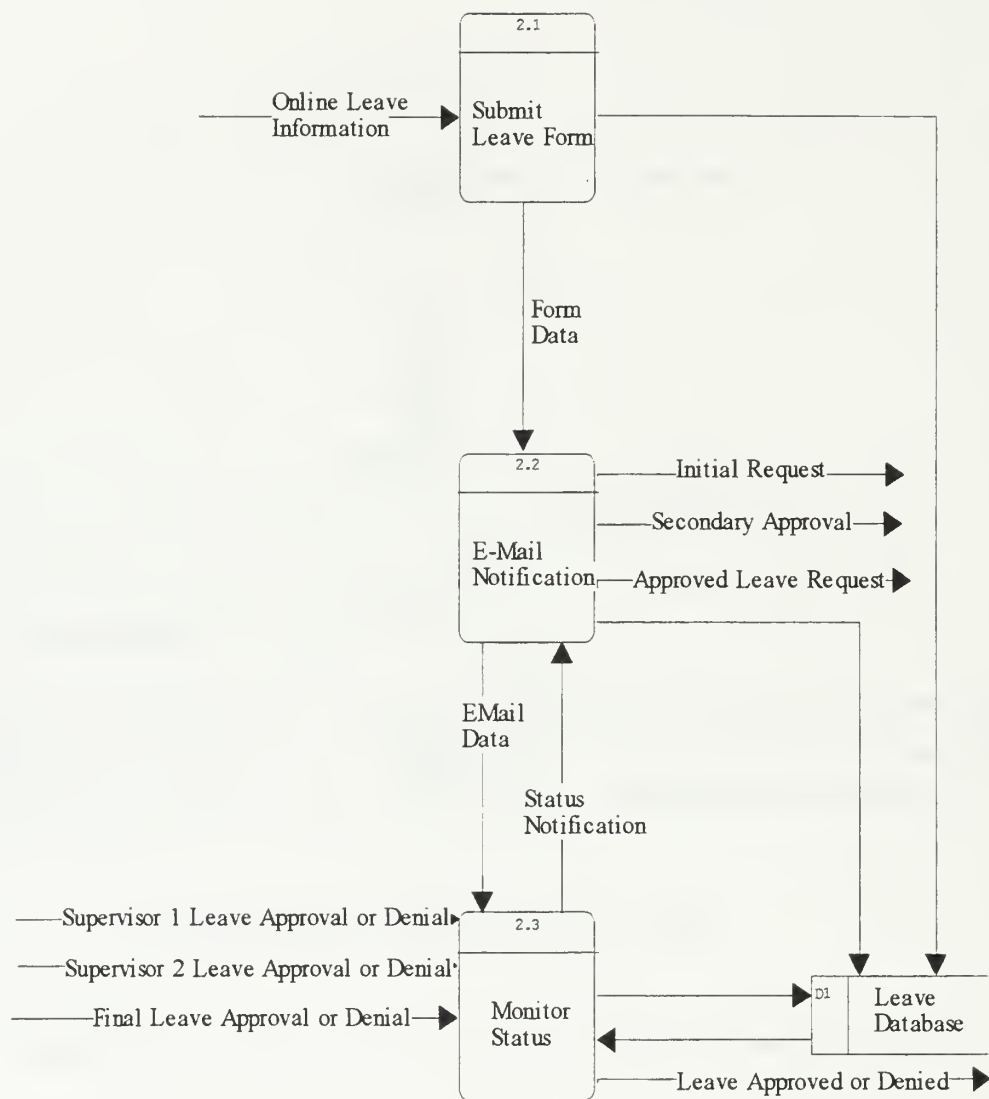 2.1
Online Leave
Information
Submit
Leave Form
Form
Data
2.2
E-Mail
Notification
Initial Request
Secondary Approval
Approved Leave Request
EMail
Data
Status
Notification
Supervisor 1 Leave Approval or Denial
Supervisor 2 Leave Approval or Denial
Final Leave Approval or Denial
2.3
Monitor
Status
D1
Leave
Database
Leave Approved or Denied